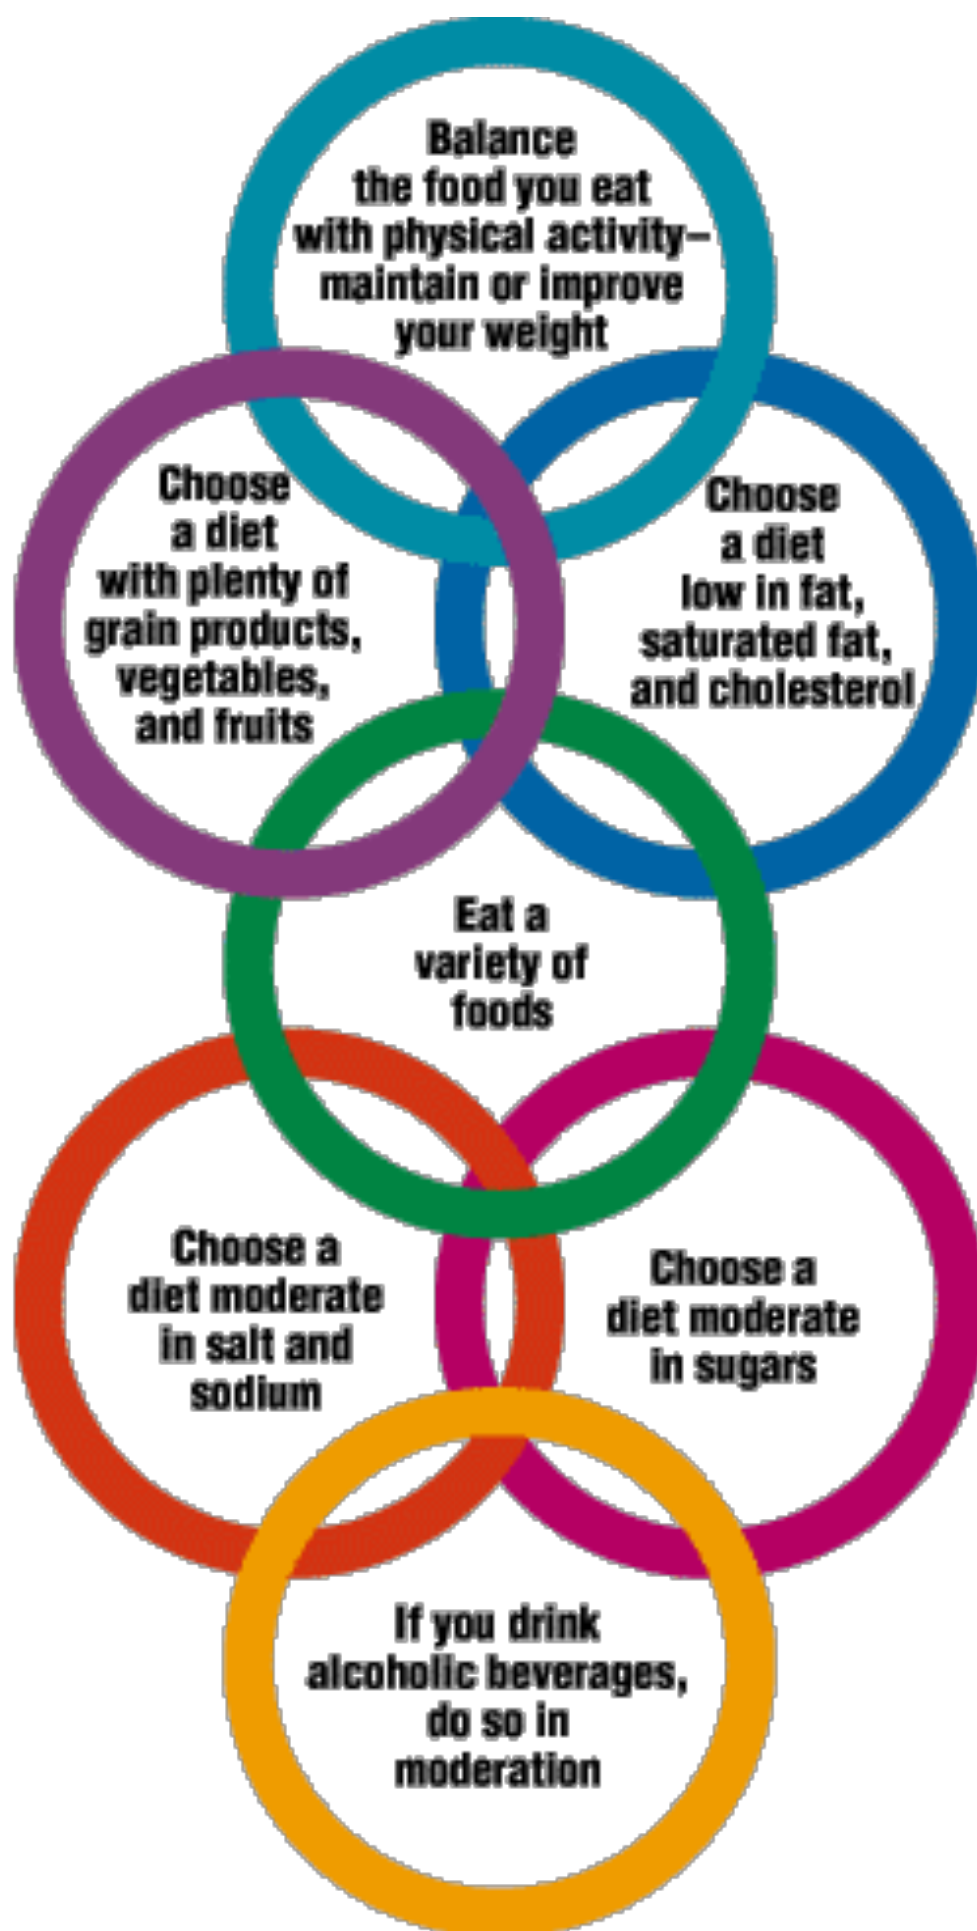 Balance
the food you eat
with physical activity–
maintain or improve
your weight
Choose
a diet
with plenty of
grain products,
vegetables,
and fruits
Choose
a diet
low in fat,
saturated fat,
and cholesterol
Eat a
variety of
foods
Choose a
diet moderate
in salt and
sodium
Choose a
diet moderate
in sugars
If you drink
alcoholic beverages,
do so in
moderation